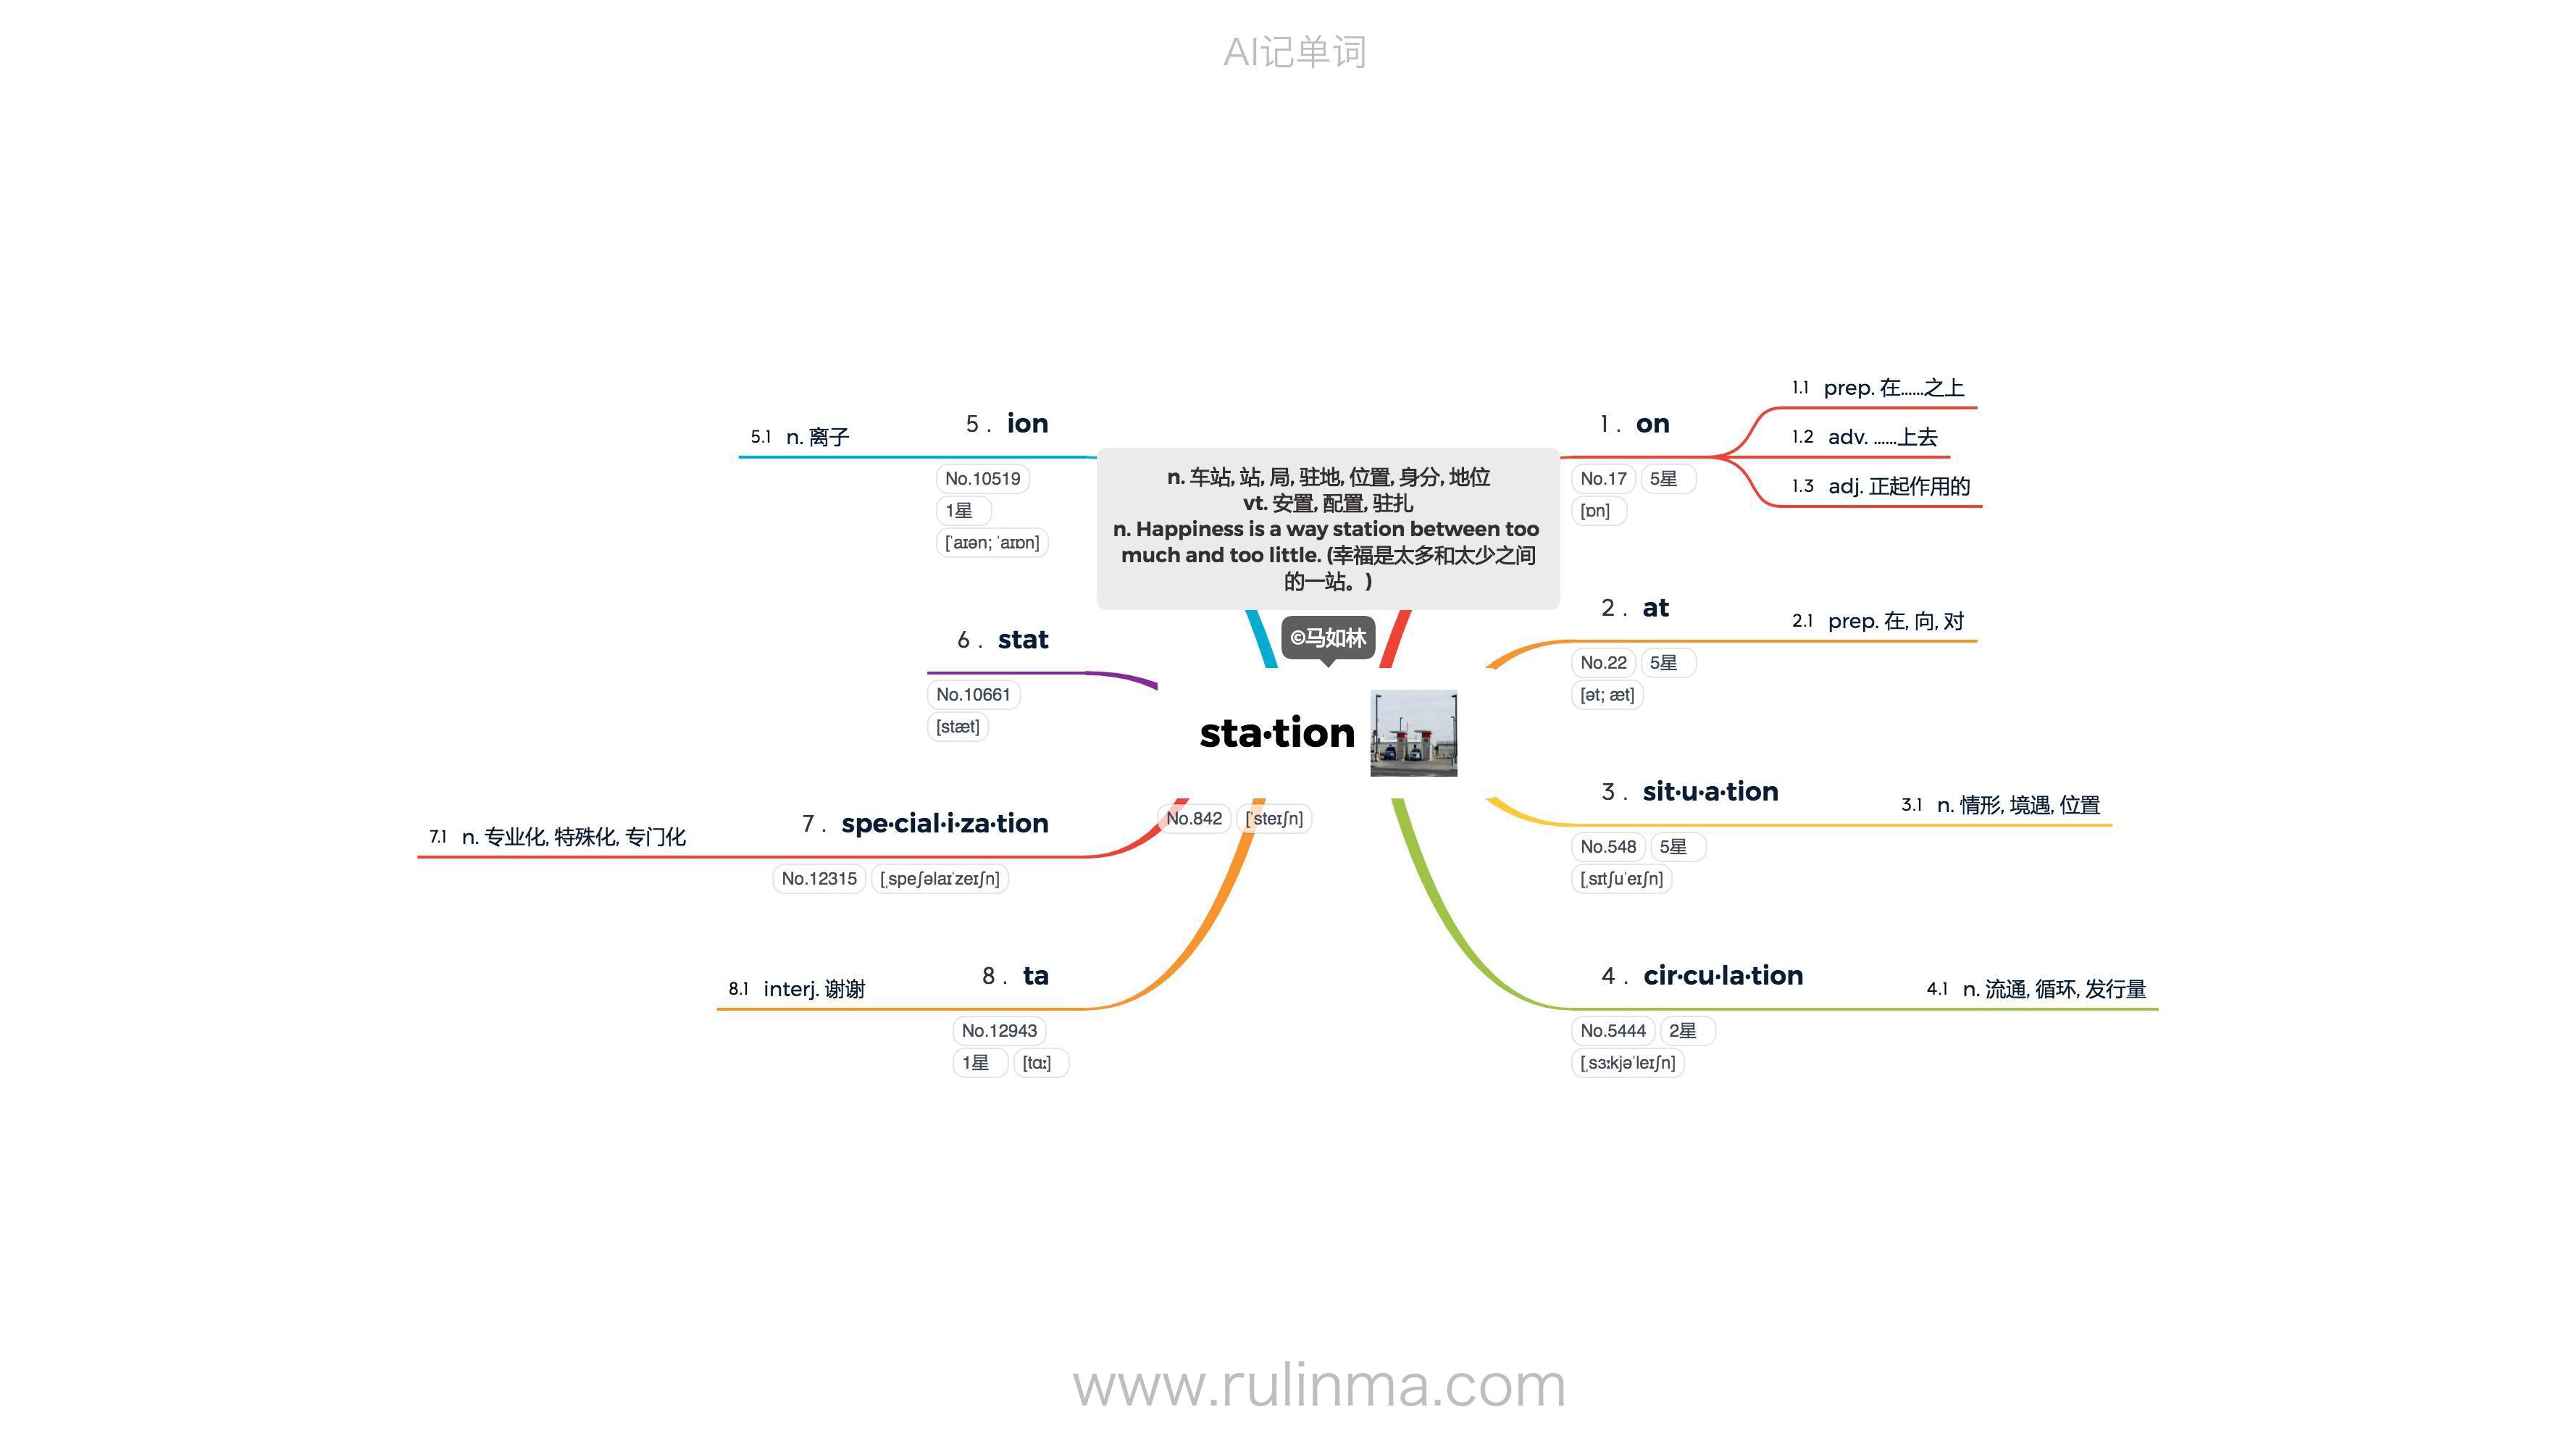 AI记单词
n. 车站, 站, 局, 驻地, 位置, 身分, 地位
vt. 安置, 配置, 驻扎
n. Happiness is a way station between too
much and too little. (幸福是太多和太少之间
的一站。)
©马如林
sta·tion
No.842 [ˈsteɪʃn]
1 . on
No.17 5星
[ɒn]
1.1 prep. 在……之上
1.2 adv. ……上去
1.3 adj. 正起作用的
2 . at
No.22 5星
[ət; æt]
2.1 prep. 在, 向, 对
3 . sit·u·a·tion
No.548 5星
[ˌsɪtʃuˈeɪʃn]
3.1 n. 情形, 境遇, 位置
4 . cir·cu·la·tion
No.5444 2星
[ˌsɜːkjəˈleɪʃn]
4.1 n. 流通, 循环, 发行量
5 . ion
No.10519
1星
[ˈaɪən; ˈaɪɒn]
5.1 n. 离子
6 . stat
No.10661
[stæt]
7 . spe·cial·i·za·tion
No.12315 [ˌspeʃəlaɪˈzeɪʃn]
7.1 n. 专业化, 特殊化, 专门化
8 . ta
No.12943
1星 [tɑː]
8.1 interj. 谢谢
www.rulinma.com